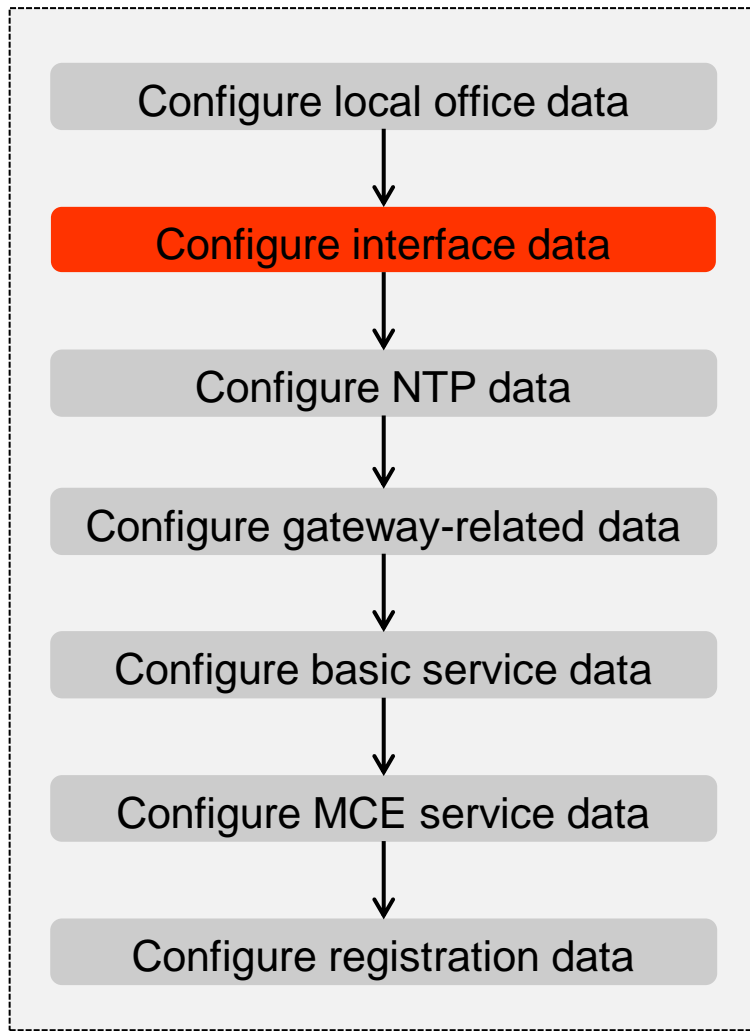 Configure local office data
Configure interface data
Configure NTP data
Configure gateway-related data
Configure basic service data
Configure MCE service data
Configure registration data